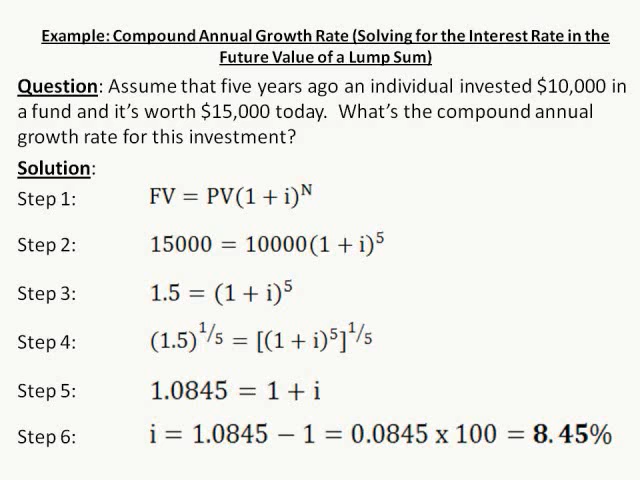 Example: Compound Annual Growth Rate (Solving for the Interest Rate in the
Future Value of a Lump Sum)
Question: Assume that five years ago an individual invested $10,000 in
a fund and it’s worth $15,000 today.  What’s the compound annual
growth rate for this investment?
Solution:
Step 1: FV = PV(1 + i)ᴺ
Step 2: 15000 = 10000(1 + i)⁵
Step 3: 1.5 = (1 + i)⁵
Step 4: (1.5)^1/5 = [(1 + i)⁵]^1/5
Step 5: 1.0845 = 1 + i
Step 6: i = 1.0845 − 1 = 0.0845 x 100 = 8.45%